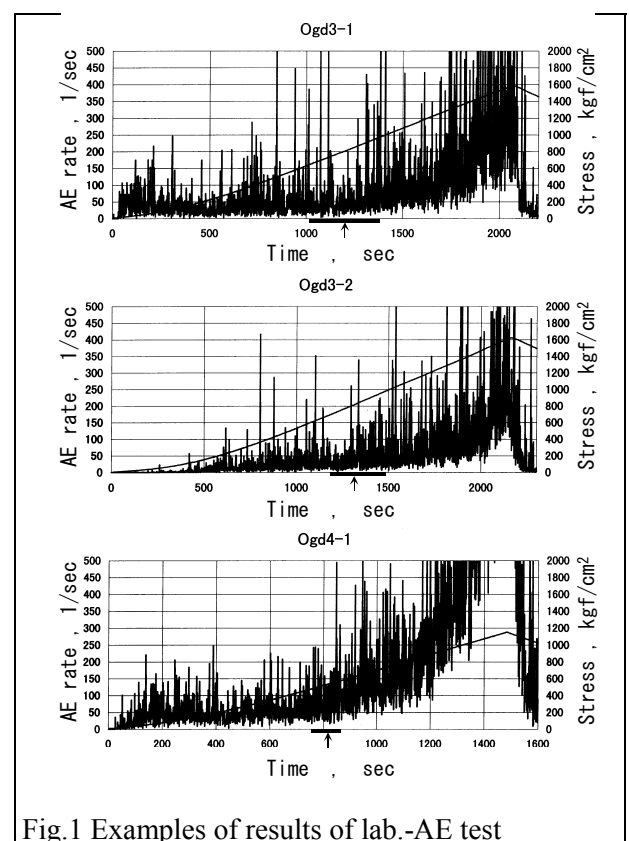 Ogd3-1
500 450 400 350 300 250 200 150 100 50 0
AE rate , 1/sec
2000 1800 1600 1400 1200 1000 800 600 400 200 0
Stress , kgf/cm²
0 500 1000 1500 2000
Time , sec
Ogd3-2
500 450 400 350 300 250 200 150 100 50 0
AE rate , 1/sec
2000 1800 1600 1400 1200 1000 800 600 400 200 0
Stress , kgf/cm²
0 500 1000 1500 2000
Time , sec
Ogd4-1
500 450 400 350 300 250 200 150 100 50 0
AE rate , 1/sec
2000 1800 1600 1400 1200 1000 800 600 400 200 0
Stress , kgf/cm²
0 200 400 600 800 1000 1200 1400 1600
Time , sec
Fig.1 Examples of results of lab.-AE test